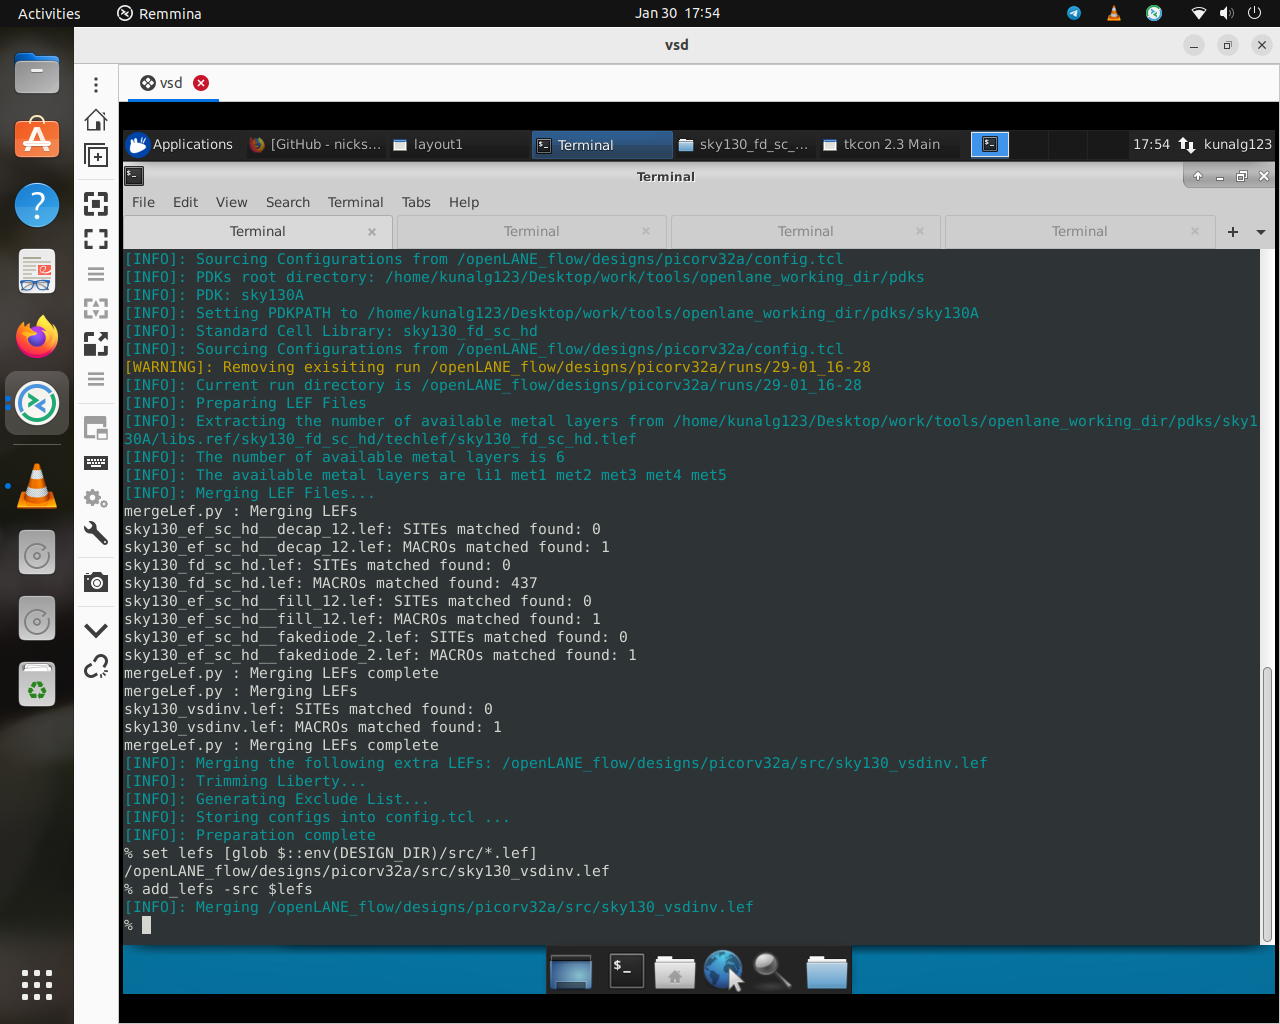 Activities
Remmina
Jan 30 17:54
vsd
vsd
Applications
[GitHub - nicks...
layout1
Terminal
sky130_fd_sc_...
tkcon 2.3 Main
17:54
kunalg123
Terminal
File Edit View Search Terminal Tabs Help
Terminal
Terminal
Terminal
Terminal
[INFO]: Sourcing Configurations from /openLANE_flow/designs/picorv32a/config.tcl
[INFO]: PDKs root directory: /home/kunalg123/Desktop/work/tools/openlane_working_dir/pdks
[INFO]: PDK: sky130A
[INFO]: Setting PDKPATH to /home/kunalg123/Desktop/work/tools/openlane_working_dir/pdks/sky130A
[INFO]: Standard Cell Library: sky130_fd_sc_hd
[INFO]: Sourcing Configurations from /openLANE_flow/designs/picorv32a/config.tcl
[WARNING]: Removing exisiting run /openLANE_flow/designs/picorv32a/runs/29-01_16-28
[INFO]: Current run directory is /openLANE_flow/designs/picorv32a/runs/29-01_16-28
[INFO]: Preparing LEF Files
[INFO]: Extracting the number of available metal layers from /home/kunalg123/Desktop/work/tools/openlane_working_dir/pdks/sky1
30A/libs.ref/sky130_fd_sc_hd/techlef/sky130_fd_sc_hd.tlef
[INFO]: The number of available metal layers is 6
[INFO]: The available metal layers are li1 met1 met2 met3 met4 met5
[INFO]: Merging LEF Files...
mergeLef.py : Merging LEFs
sky130_ef_sc_hd__decap_12.lef: SITEs matched found: 0
sky130_ef_sc_hd__decap_12.lef: MACROs matched found: 1
sky130_fd_sc_hd.lef: SITEs matched found: 0
sky130_fd_sc_hd.lef: MACROs matched found: 437
sky130_ef_sc_hd__fill_12.lef: SITEs matched found: 0
sky130_ef_sc_hd__fill_12.lef: MACROs matched found: 1
sky130_ef_sc_hd__fakediode_2.lef: SITEs matched found: 0
sky130_ef_sc_hd__fakediode_2.lef: MACROs matched found: 1
mergeLef.py : Merging LEFs complete
mergeLef.py : Merging LEFs
sky130_vsdinv.lef: SITEs matched found: 0
sky130_vsdinv.lef: MACROs matched found: 1
mergeLef.py : Merging LEFs complete
[INFO]: Merging the following extra LEFs: /openLANE_flow/designs/picorv32a/src/sky130_vsdinv.lef
[INFO]: Trimming Liberty...
[INFO]: Generating Exclude List...
[INFO]: Storing configs into config.tcl ...
[INFO]: Preparation complete
% set lefs [glob $::env(DESIGN_DIR)/src/*.lef]
/openLANE_flow/designs/picorv32a/src/sky130_vsdinv.lef
% add_lefs -src $lefs
[INFO]: Merging /openLANE_flow/designs/picorv32a/src/sky130_vsdinv.lef
%